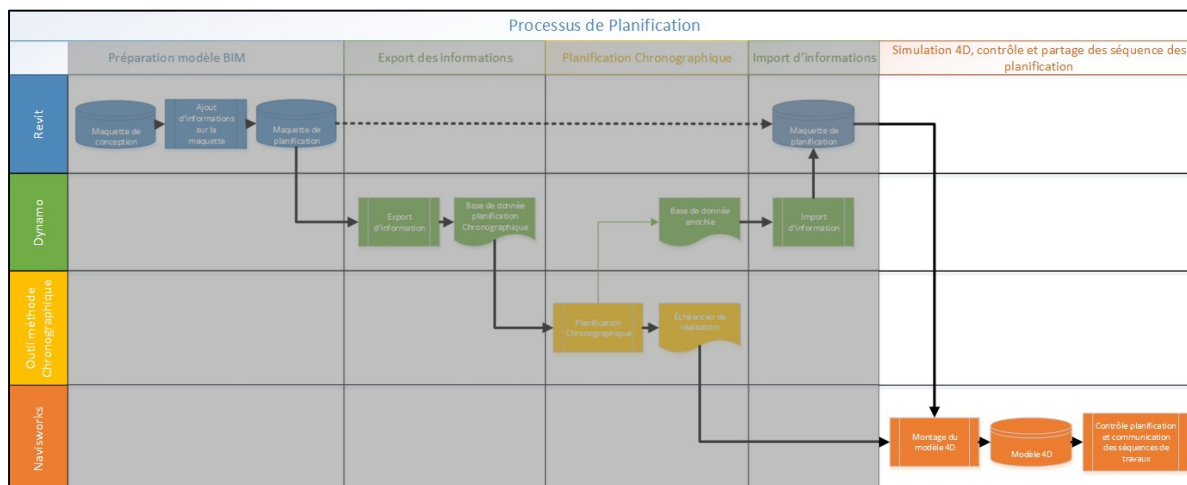 Processus de Planification
Préparation modèle BIM
Export des informations
Planification Chronographique
Import d'informations
Simulation 4D, contrôle et partage des séquence des
planification
Revit
Maquette de
conception
Ajout
d'informations
sur la
maquette
Maquette de
planification
Maquette de
planification
Dynamo
Export
d'information
Base de donnée
planification
Chronographique
Base de donnée
enrichie
Import
d'information
Outil méthode
Chronographique
Planification
Chronographique
Échéancier de
réalisation
Navisworks
Montage du
modèle 4D
Modèle 4D
Contrôle planification
et communication
des séquences de
travaux